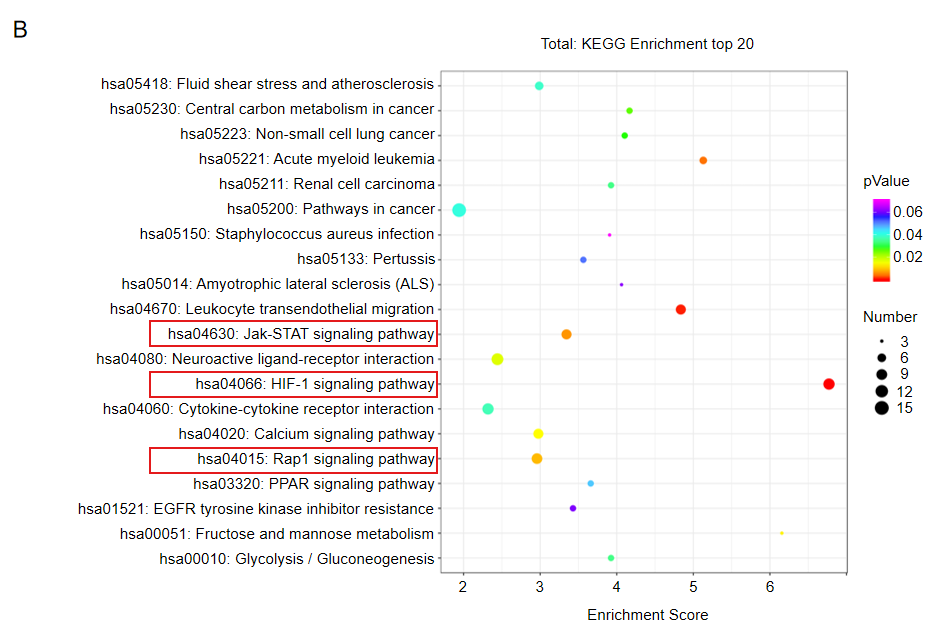 B
Total: KEGG Enrichment top 20
hsa05418: Fluid shear stress and atherosclerosis
hsa05230: Central carbon metabolism in cancer
hsa05223: Non-small cell lung cancer
hsa05221: Acute myeloid leukemia
hsa05211: Renal cell carcinoma
hsa05200: Pathways in cancer
hsa05150: Staphylococcus aureus infection
hsa05133: Pertussis
hsa05014: Amyotrophic lateral sclerosis (ALS)
hsa04670: Leukocyte transendothelial migration
hsa04630: Jak-STAT signaling pathway
hsa04080: Neuroactive ligand-receptor interaction
hsa04066: HIF-1 signaling pathway
hsa04060: Cytokine-cytokine receptor interaction
hsa04020: Calcium signaling pathway
hsa04015: Rap1 signaling pathway
hsa03320: PPAR signaling pathway
hsa01521: EGFR tyrosine kinase inhibitor resistance
hsa00051: Fructose and mannose metabolism
hsa00010: Glycolysis / Gluconeogenesis
2 3 4 5 6
Enrichment Score
pValue
0.06
0.04
0.02
Number
3
6
9
12
15